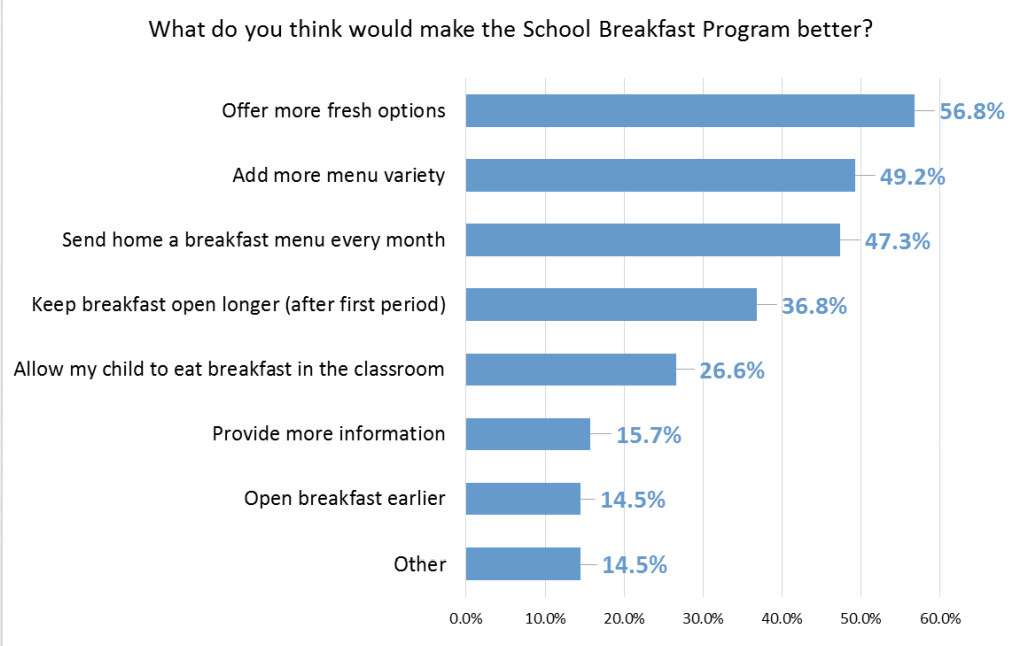 What do you think would make the School Breakfast Program better?
Offer more fresh options 56.8%
Add more menu variety 49.2%
Send home a breakfast menu every month 47.3%
Keep breakfast open longer (after first period) 36.8%
Allow my child to eat breakfast in the classroom 26.6%
Provide more information 15.7%
Open breakfast earlier 14.5%
Other 14.5%
0.0% 10.0% 20.0% 30.0% 40.0% 50.0% 60.0%